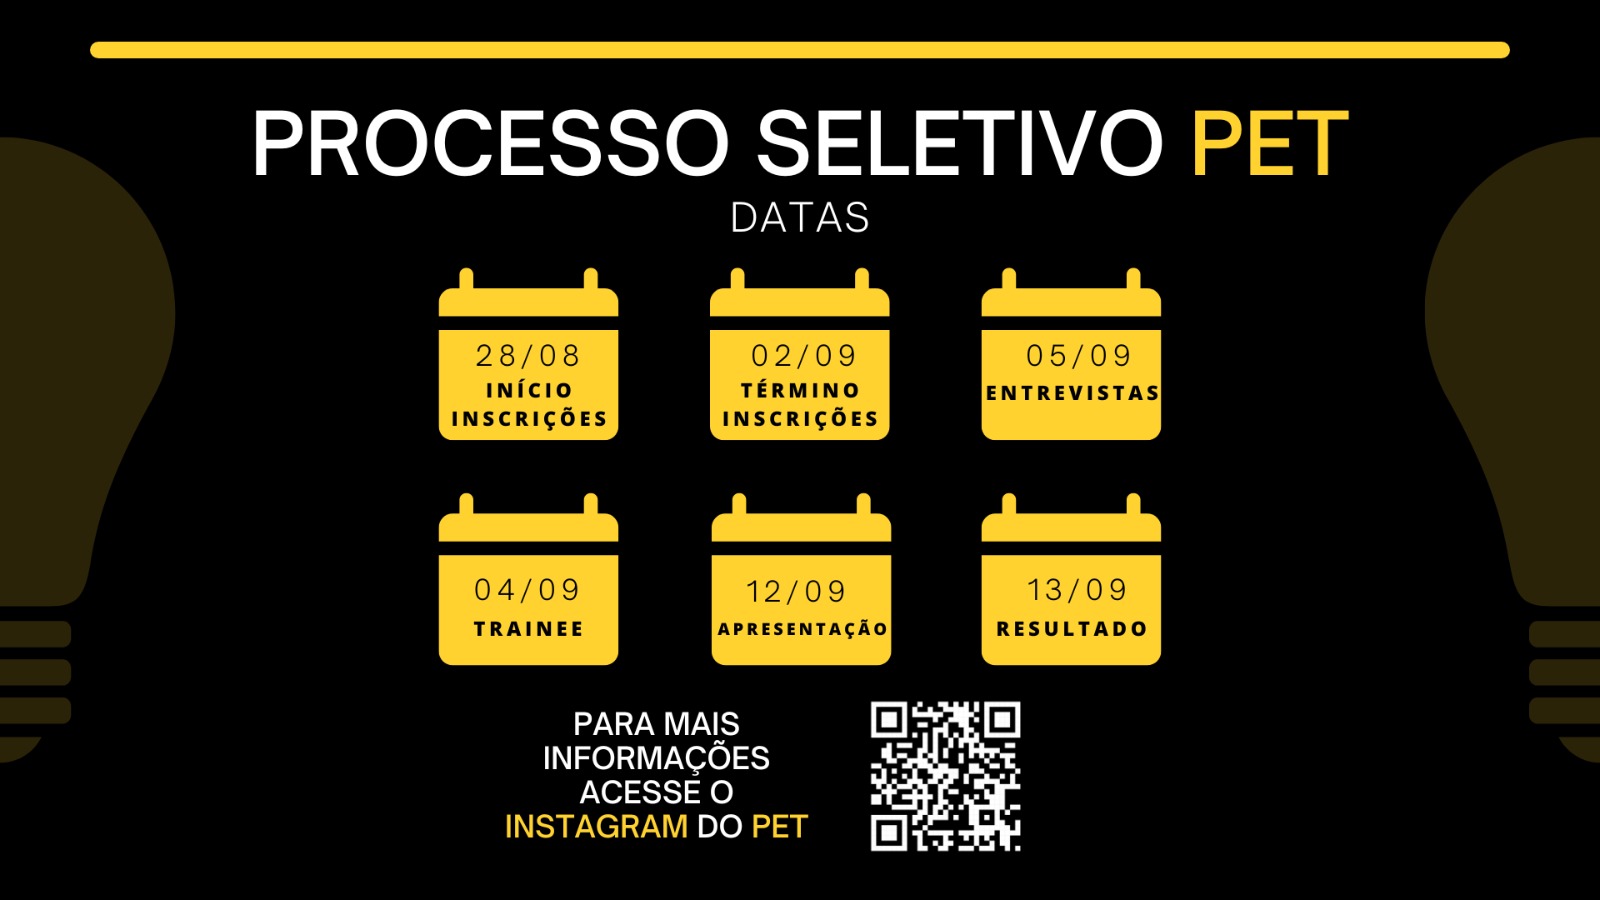 PROCESSO SELETIVO PET
DATAS
28/08
INÍCIO
INSCRIÇÕES
02/09
TÉRMINO
INSCRIÇÕES
05/09
ENTREVISTAS
04/09
TRAINEE
12/09
APRESENTAÇÃO
13/09
RESULTADO
PARA MAIS
INFORMAÇÕES
ACESSE O
INSTAGRAM DO PET